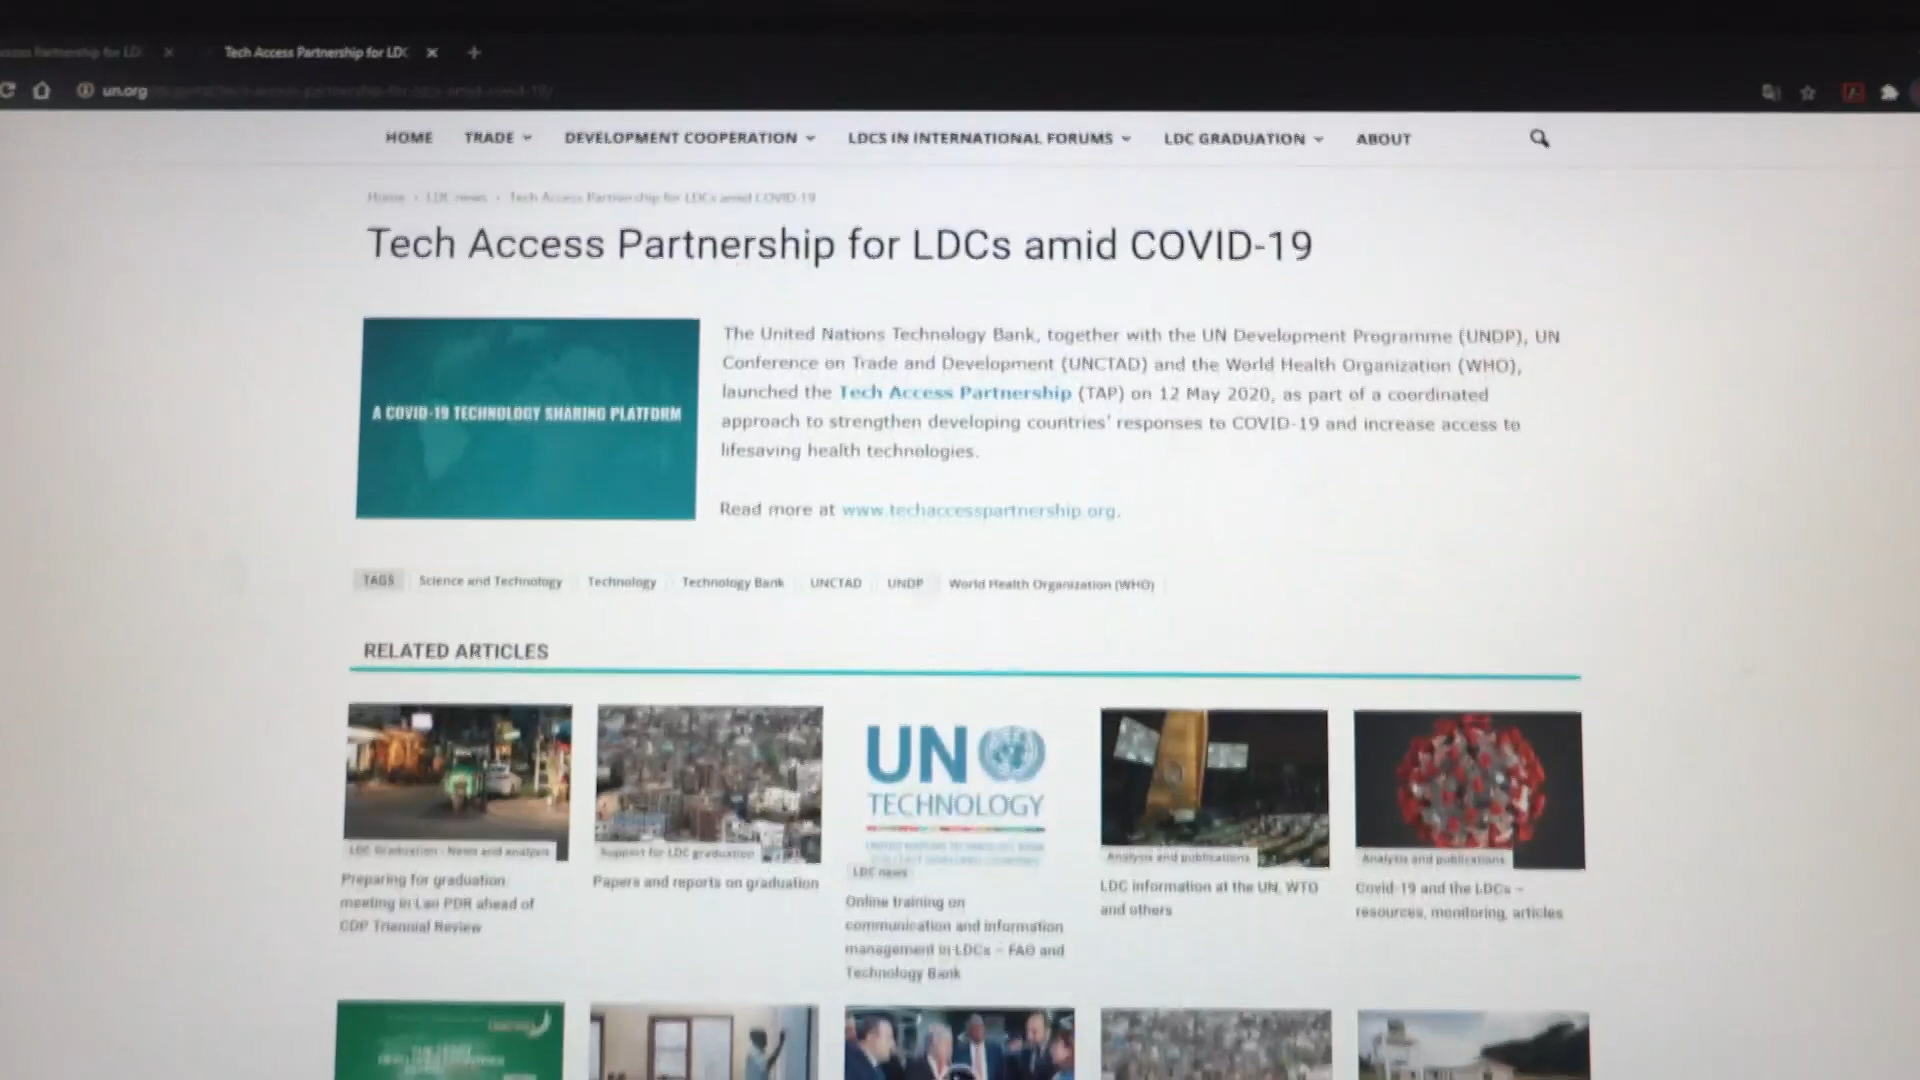 Tech Access Partnership for LDC
un.org
HOME TRADE DEVELOPMENT COOPERATION LDCS IN INTERNATIONAL FORUMS LDC GRADUATION ABOUT
Home LDC news Tech Access Partnership for LDCs amid COVID-19
Tech Access Partnership for LDCs amid COVID-19
A COVID-19 TECHNOLOGY SHARING PLATFORM
The United Nations Technology Bank, together with the UN Development Programme (UNDP), UN
Conference on Trade and Development (UNCTAD) and the World Health Organization (WHO),
launched the Tech Access Partnership (TAP) on 12 May 2020, as part of a coordinated
approach to strengthen developing countries' responses to COVID-19 and increase access to
lifesaving health technologies.
Read more at www.techaccesspartnership.org.
TAGS Science and Technology Technology Technology Bank UNCTAD UNDP World Health Organization (WHO)
RELATED ARTICLES
LDC Graduation - News and analysis
Preparing for graduation
meeting in Lao PDR ahead of
CDP Triennial Review
Support for LDC graduation
Papers and reports on graduation
UN
TECHNOLOGY
LDC news
Online training on
communication and information
management in LDCs – FAO and
Technology Bank
Analysis and publications
LDC information at the UN, WTO
and others
Analysis and publications
Covid-19 and the LDCs –
resources, monitoring, articles